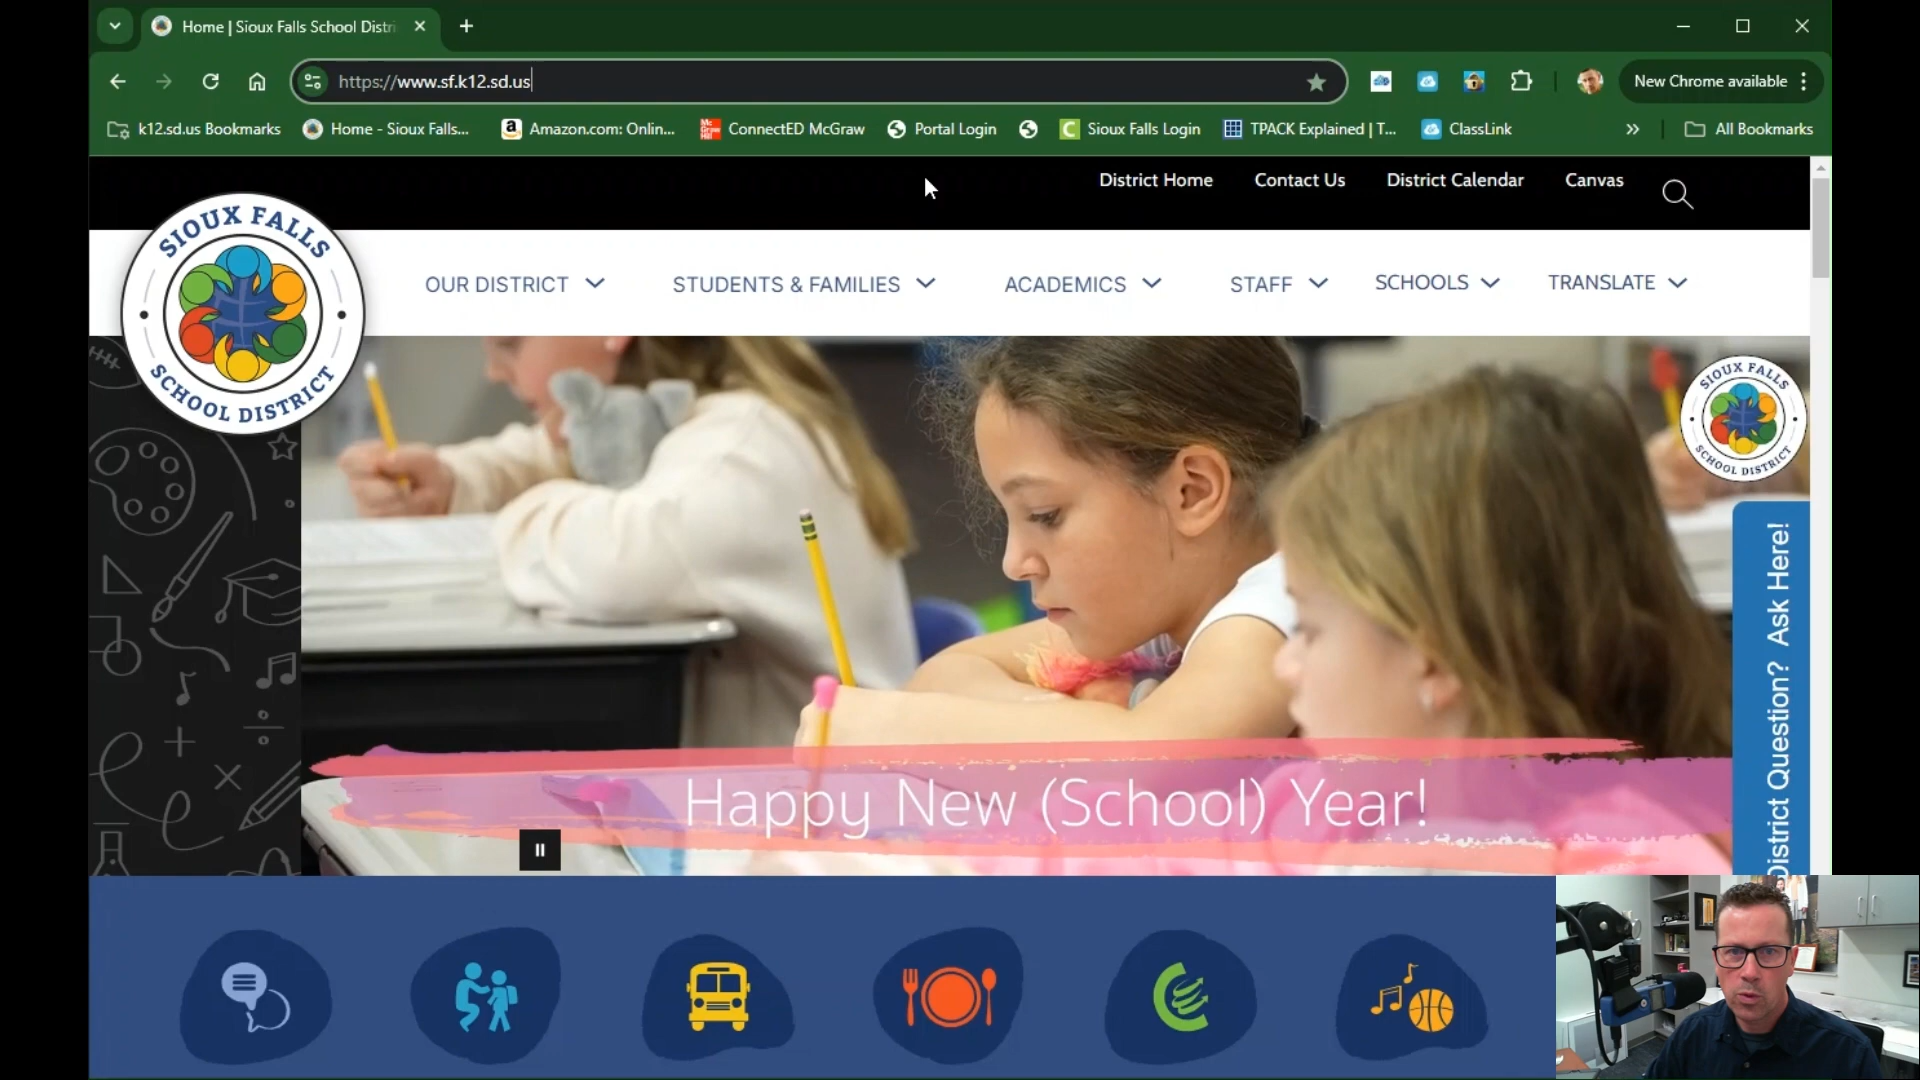 Home | Sioux Falls School Distri
https://www.sf.k12.sd.us
New Chrome available
k12.sd.us Bookmarks
Home - Sioux Falls...
Amazon.com: Onlin...
ConnectED McGraw
Portal Login
Sioux Falls Login
TPACK Explained | T...
ClassLink
All Bookmarks
District Home
Contact Us
District Calendar
Canvas
SIOUX FALLS
SCHOOL DISTRICT
OUR DISTRICT
STUDENTS & FAMILIES
ACADEMICS
STAFF
SCHOOLS
TRANSLATE
SIOUX FALLS
SCHOOL DISTRICT
District Question? Ask Here!
Happy New (School) Year!